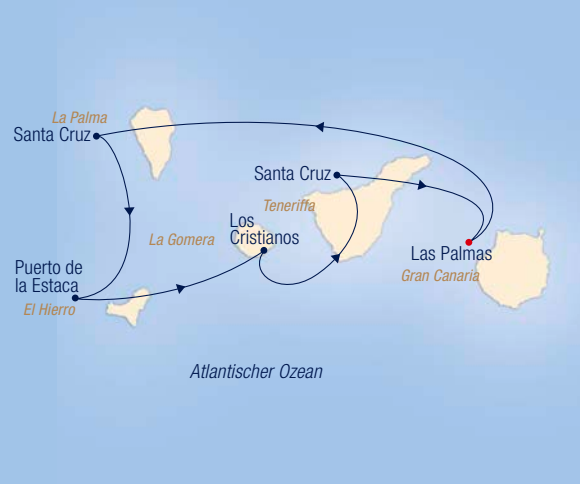 La Palma
Santa Cruz
Santa Cruz
Teneriffa
Los
Cristianos
La Gomera
Las Palmas
Gran Canaria
Puerto de
la Estaca
El Hierro
Atlantischer Ozean